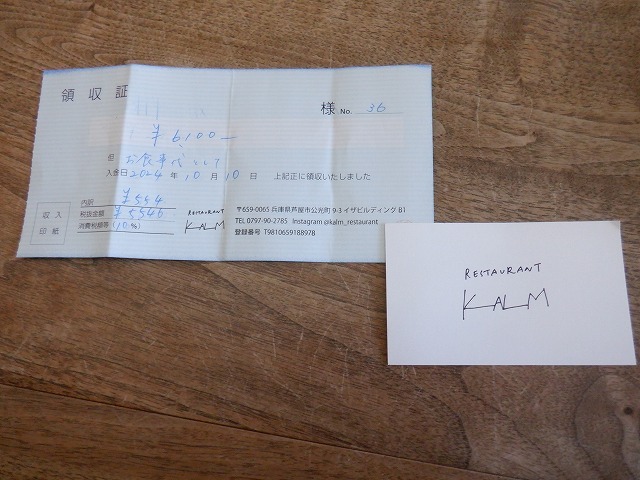 領収証
様 No. 36
¥6100-
但 お食事代として
入金日 2024 年 10 月 10 日 上記正に領収いたしました
収入
印紙
内訳 ¥554
税抜金額 ¥5546
消費税額等(10%)
RESTAURANT
KALM
〒659-0065 兵庫県芦屋市公光町 9-3 イザビルディング B1
TEL 0797-90-2785 Instagram @kalm_restaurant
登録番号 T9810659188978
RESTAURANT
KALM